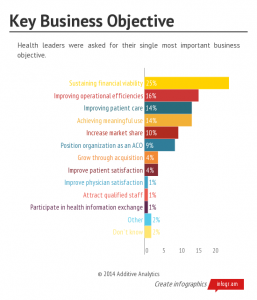 Key Business Objective
Health leaders were asked for their single most important business
objective.
Sustaining financial viability 25%
Improving operational efficiencies 16%
Improving patient care 14%
Achieving meaningful use 14%
Increase market share 10%
Position organization as an ACO 9%
Grow through acquisition 4%
Improve patient satisfaction 4%
Improve physician satisfaction 1%
Attract qualified staff 1%
Participate in health information exchange 1%
Other 2%
Don't know 2%
0 5 10 15 20
© 2014 Additive Analytics
Create infographics infogr.am